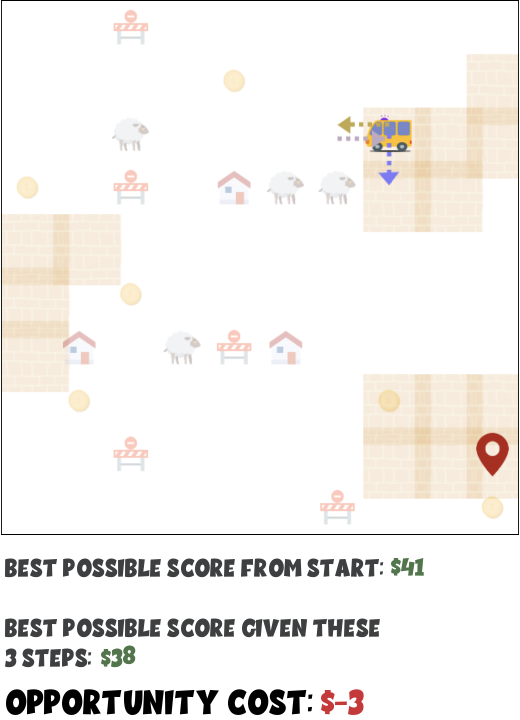 BEST POSSIBLE SCORE FROM START: $41
BEST POSSIBLE SCORE GIVEN THESE
3 STEPS: $38
OPPORTUNITY COST: $-3